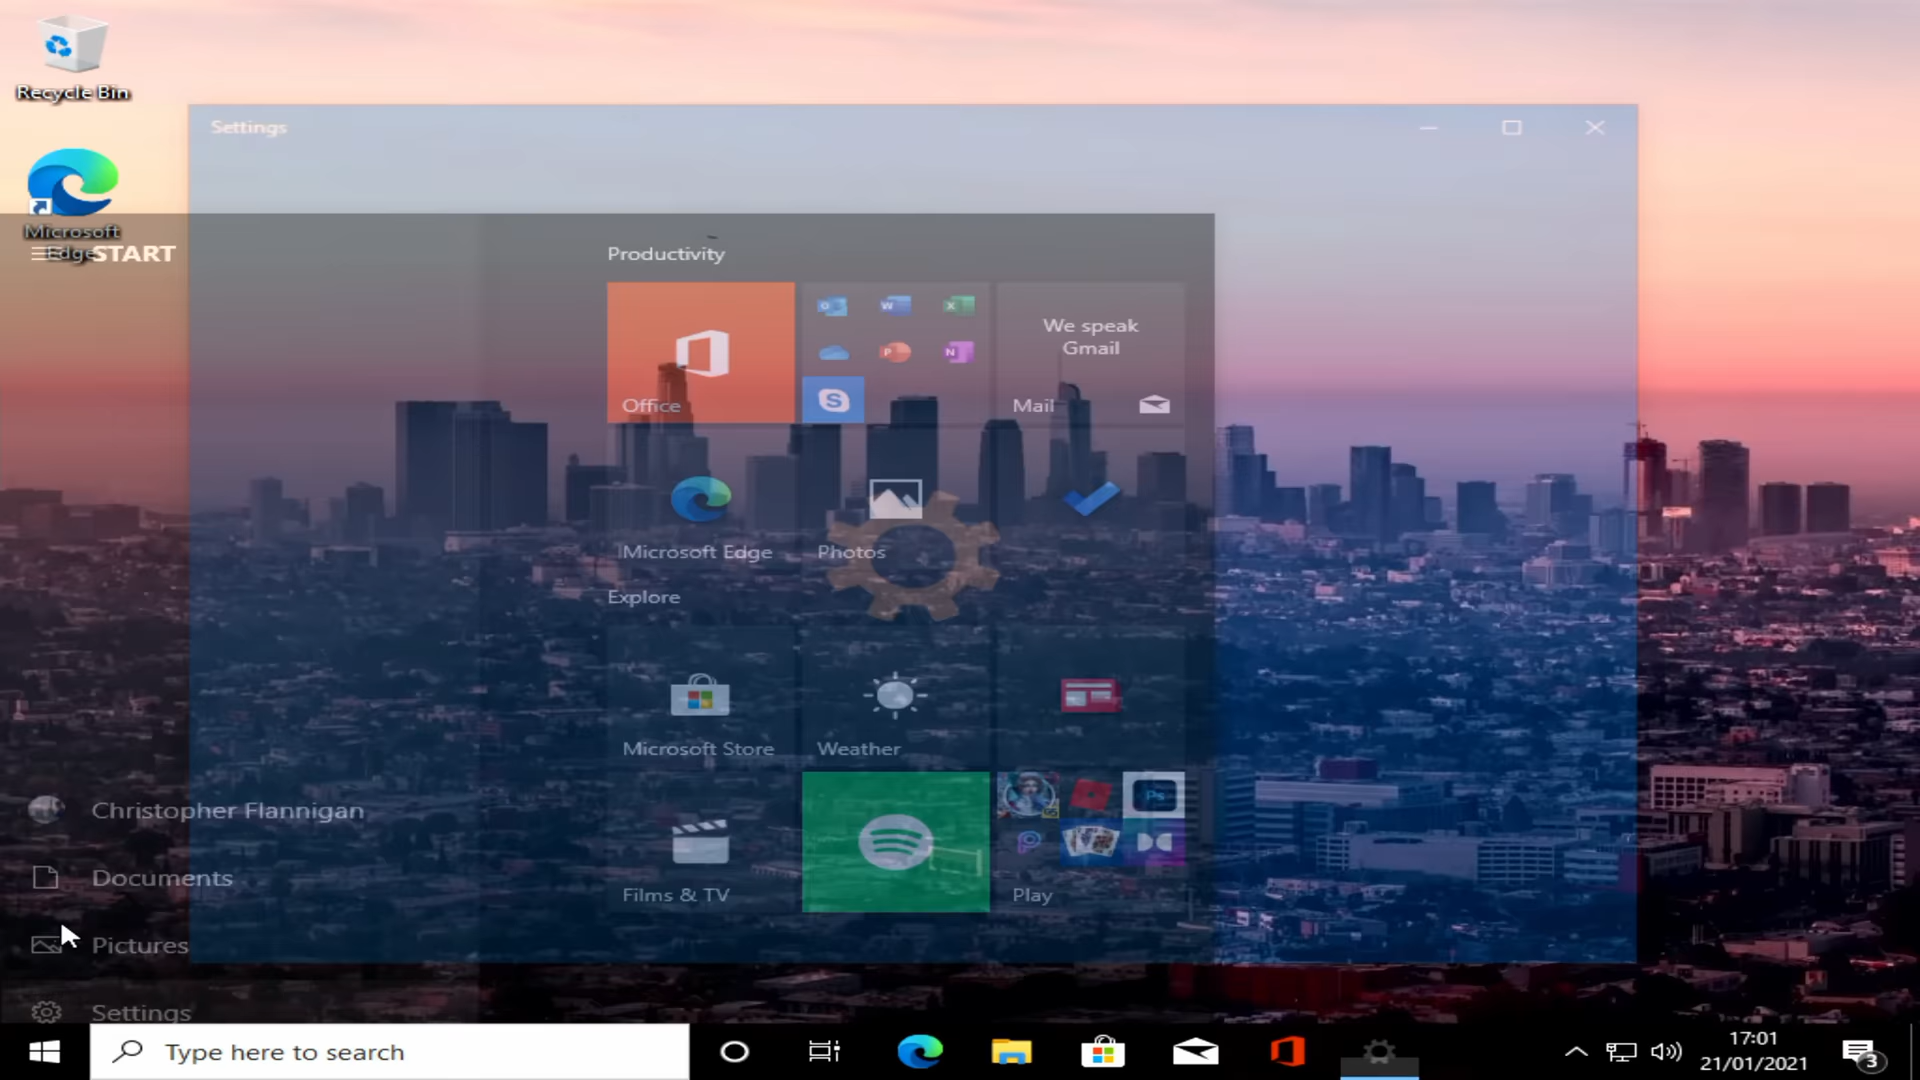 Recycle Bin
Settings
Microsoft
Edge
START
Productivity
Office
We speak
Gmail
Mail
Microsoft Edge
Photos
Explore
Microsoft Store
Weather
Films & TV
Play
Ps
Christopher Flannigan
Documents
Pictures
Settings
Type here to search
17:01
21/01/2021
3